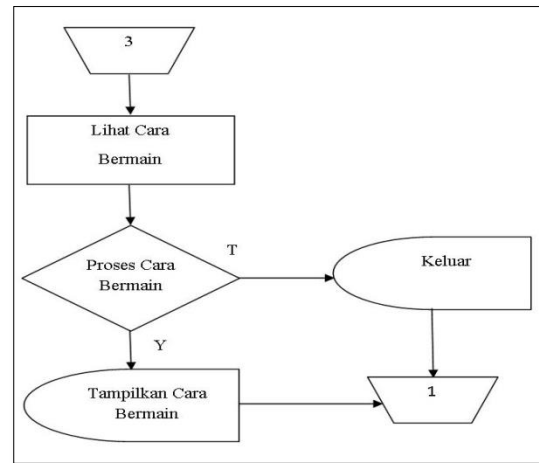 3
Lihat Cara
Bermain
Proses Cara
Bermain
T
Keluar
Y
Tampilkan Cara
Bermain
1